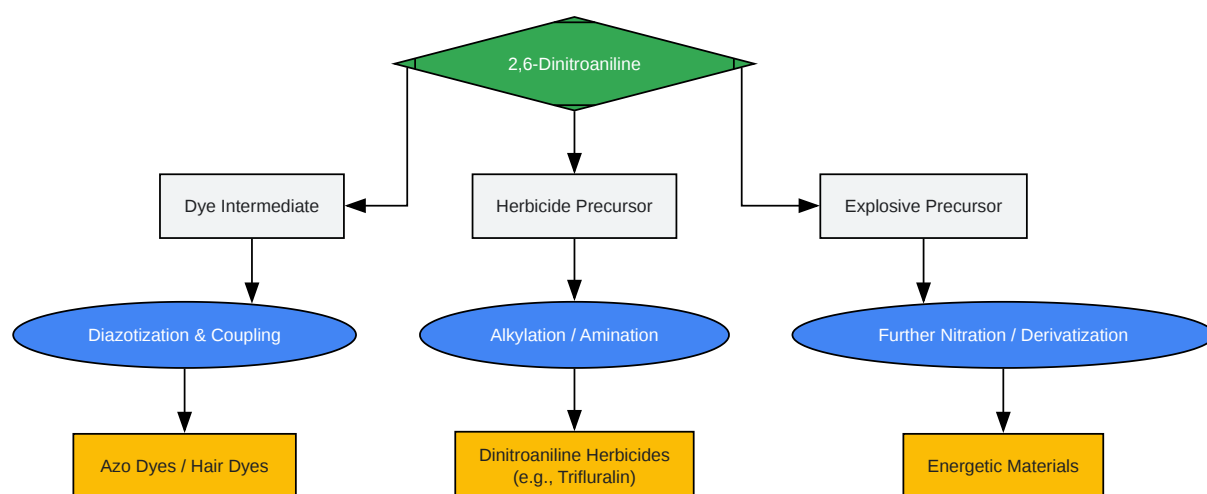 2,6-Dinitroaniline
Dye Intermediate
Herbicide Precursor
Explosive Precursor
Diazotization & Coupling
Alkylation / Amination
Further Nitration / Derivatization
Azo Dyes / Hair Dyes
Dinitroaniline Herbicides
(e.g., Trifluralin)
Energetic Materials